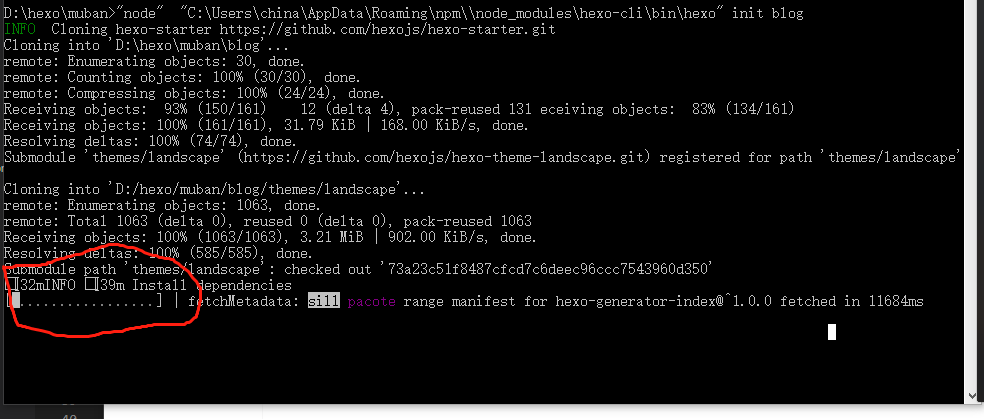 D:\hexo\muban>"node"  "C:\Users\china\AppData\Roaming\npm\\node_modules\hexo-cli\bin\hexo" init blog
INFO  Cloning hexo-starter https://github.com/hexojs/hexo-starter.git
Cloning into 'D:\hexo\muban\blog'...
remote: Enumerating objects: 30, done.
remote: Counting objects: 100% (30/30), done.
remote: Compressing objects: 100% (24/24), done.
Receiving objects:  93% (150/161)   12 (delta 4), pack-reused 131 eceiving objects:  83% (134/161)
Receiving objects: 100% (161/161), 31.79 KiB | 168.00 KiB/s, done.
Resolving deltas: 100% (74/74), done.
Submodule 'themes/landscape' (https://github.com/hexojs/hexo-theme-landscape.git) registered for path 'themes/landscape'
Cloning into 'D:/hexo/muban/blog/themes/landscape'...
remote: Enumerating objects: 1063, done.
remote: Total 1063 (delta 0), reused 0 (delta 0), pack-reused 1063
Receiving objects: 100% (1063/1063), 3.21 MiB | 902.00 KiB/s, done.
Resolving deltas: 100% (585/585), done.
Submodule path 'themes/landscape': checked out '73a23c51f8487cfcd7c6deec96ccc7543960d350'
[32mINFO [39m Install dependencies
[.................] | fetchMetadata: sill pacote range manifest for hexo-generator-index@^1.0.0 fetched in 11684ms